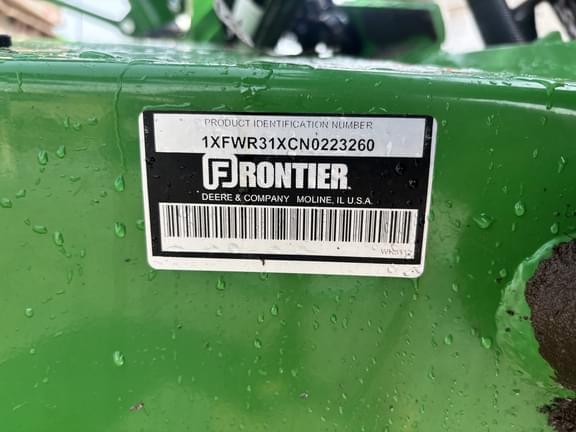 PRODUCT IDENTIFICATION NUMBER
1XFWR31XCN0223260
FRONTIER
DEERE & COMPANY MOLINE, IL U.S.A.